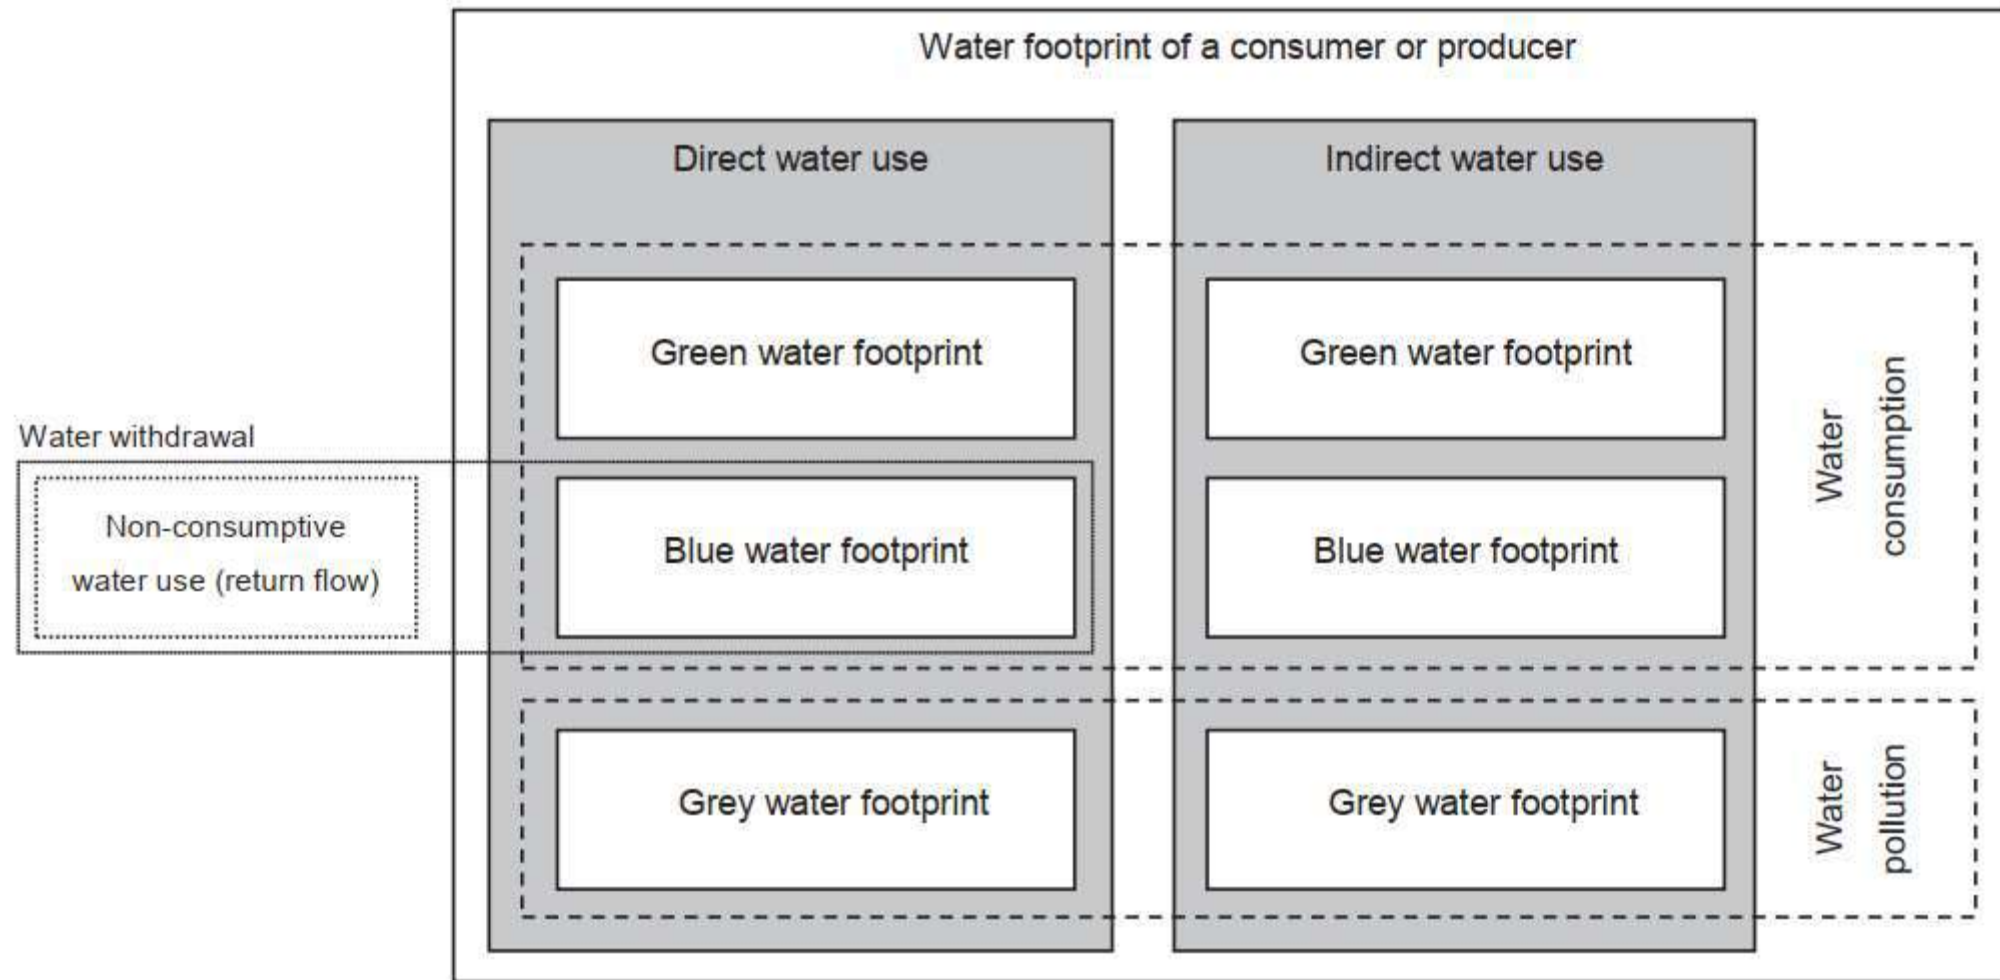 Water footprint of a consumer or producer
Direct water use
Indirect water use
Green water footprint
Green water footprint
Water
consumption
Water withdrawal
Non-consumptive
water use (return flow)
Blue water footprint
Blue water footprint
Grey water footprint
Grey water footprint
Water
pollution